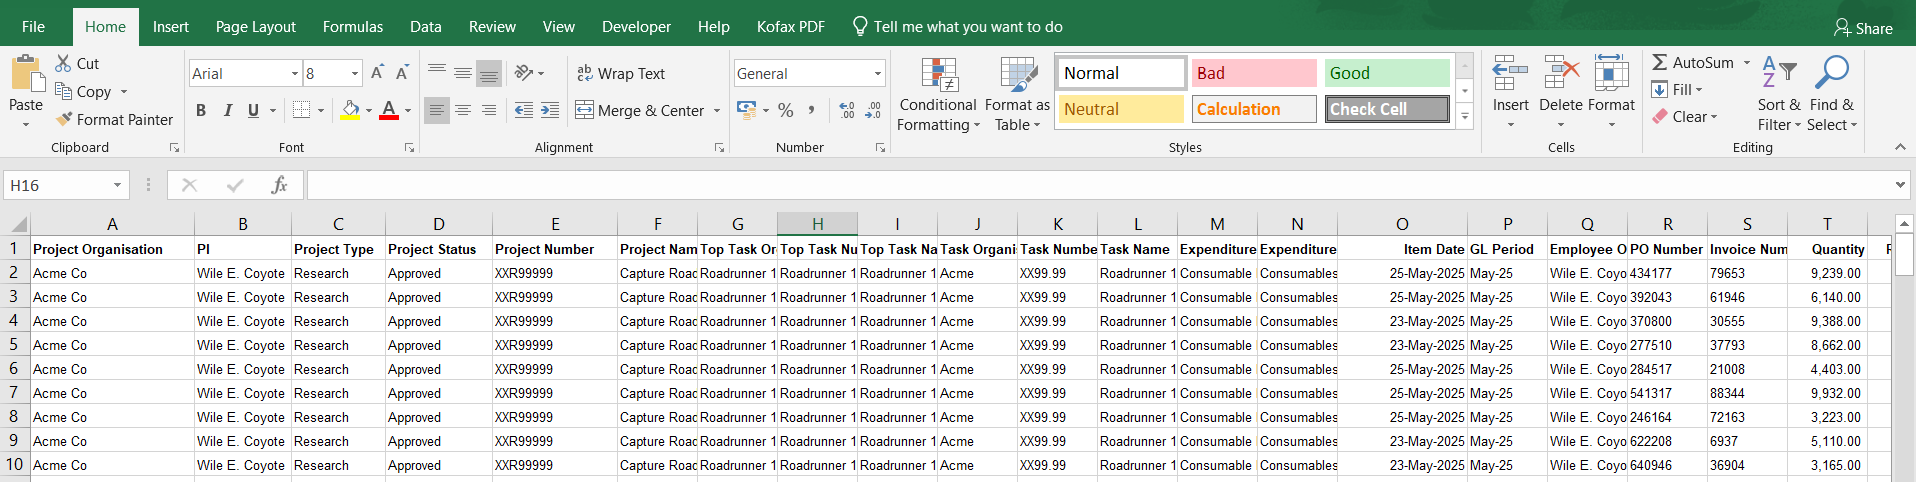 File Home Insert Page Layout Formulas Data Review View Developer Help Kofax PDF Tell me what you want to do Share
Cut
Copy
Format Painter
Paste
Clipboard
Arial 8 A A
B I U A
Font
ab Wrap Text
Merge & Center
Alignment
General
% , .00 .0
Number
Conditional Formatting
Format as Table
Normal Bad Good
Neutral Calculation Check Cell
Styles
Insert Delete Format
Cells
AutoSum
Fill
Clear
Sort & Filter
Find & Select
Editing
H16 fx
A B C D E F G H I J K L M N O P Q R S T
1 Project Organisation PI Project Type Project Status Project Number Project Nam Top Task Or Top Task Nu Top Task Na Task Organi Task Numbe Task Name Expenditure Expenditure Item Date GL Period Employee O PO Number Invoice Num Quantity
2 Acme Co Wile E. Coyote Research Approved XXR99999 Capture Road Roadrunner 1 Roadrunner 1 Roadrunner 1 Acme XX99.99 Roadrunner 1 Consumable Consumables 25-May-2025 May-25 Wile E. Coyo 434177 79653 9,239.00
3 Acme Co Wile E. Coyote Research Approved XXR99999 Capture Road Roadrunner 1 Roadrunner 1 Roadrunner 1 Acme XX99.99 Roadrunner 1 Consumable Consumables 25-May-2025 May-25 Wile E. Coyo 392043 61946 6,140.00
4 Acme Co Wile E. Coyote Research Approved XXR99999 Capture Road Roadrunner 1 Roadrunner 1 Roadrunner 1 Acme XX99.99 Roadrunner 1 Consumable Consumables 23-May-2025 May-25 Wile E. Coyo 370800 30555 9,388.00
5 Acme Co Wile E. Coyote Research Approved XXR99999 Capture Road Roadrunner 1 Roadrunner 1 Roadrunner 1 Acme XX99.99 Roadrunner 1 Consumable Consumables 23-May-2025 May-25 Wile E. Coyo 277510 37793 8,662.00
6 Acme Co Wile E. Coyote Research Approved XXR99999 Capture Road Roadrunner 1 Roadrunner 1 Roadrunner 1 Acme XX99.99 Roadrunner 1 Consumable Consumables 25-May-2025 May-25 Wile E. Coyo 284517 21008 4,403.00
7 Acme Co Wile E. Coyote Research Approved XXR99999 Capture Road Roadrunner 1 Roadrunner 1 Roadrunner 1 Acme XX99.99 Roadrunner 1 Consumable Consumables 25-May-2025 May-25 Wile E. Coyo 541317 88344 9,932.00
8 Acme Co Wile E. Coyote Research Approved XXR99999 Capture Road Roadrunner 1 Roadrunner 1 Roadrunner 1 Acme XX99.99 Roadrunner 1 Consumable Consumables 25-May-2025 May-25 Wile E. Coyo 246164 72163 3,223.00
9 Acme Co Wile E. Coyote Research Approved XXR99999 Capture Road Roadrunner 1 Roadrunner 1 Roadrunner 1 Acme XX99.99 Roadrunner 1 Consumable Consumables 23-May-2025 May-25 Wile E. Coyo 622208 6937 5,110.00
10 Acme Co Wile E. Coyote Research Approved XXR99999 Capture Road Roadrunner 1 Roadrunner 1 Roadrunner 1 Acme XX99.99 Roadrunner 1 Consumable Consumables 23-May-2025 May-25 Wile E. Coyo 640946 36904 3,165.00